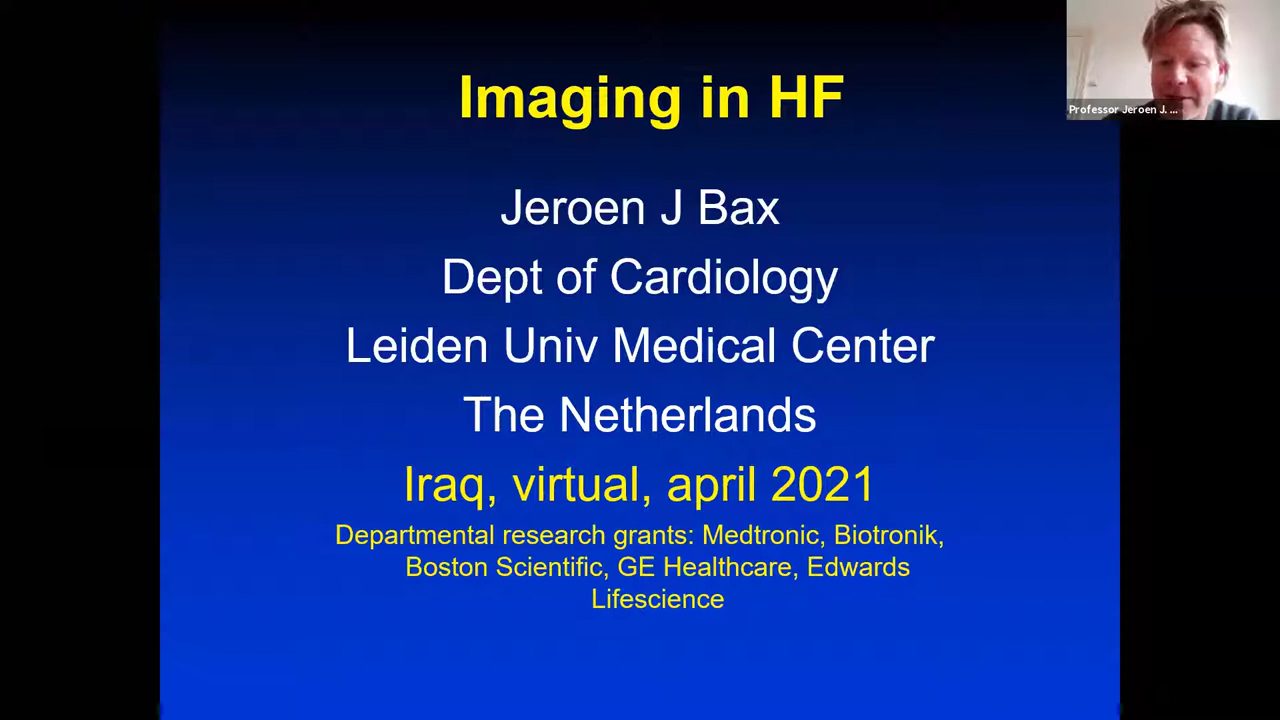 Imaging in HF
Professor Jeroen J. ...
Jeroen J Bax
Dept of Cardiology
Leiden Univ Medical Center
The Netherlands
Iraq, virtual, april 2021
Departmental research grants: Medtronic, Biotronik,
Boston Scientific, GE Healthcare, Edwards
Lifescience